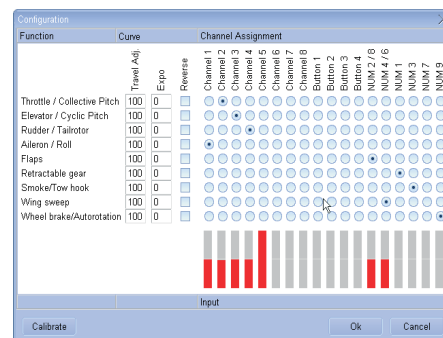 Configuration
Function Curve Channel Assignment
Travel Adj. Expo Reverse Channel 1 Channel 2 Channel 3 Channel 4 Channel 5 Channel 6 Channel 7 Channel 8 Button 1 Button 2 Button 3 Button 4 NUM 2 / 8 NUM 4 / 6 NUM 1 NUM 3 NUM 7 NUM 9
Throttle / Collective Pitch 100 0
Elevator / Cyclic Pitch 100 0
Rudder / Tailrotor 100 0
Aileron / Roll 100 0
Flaps 100 0
Retractable gear 100 0
Smoke/Tow hook 100 0
Wing sweep 100 0
Wheel brake/Autorotation 100 0
Input
Calibrate Ok Cancel